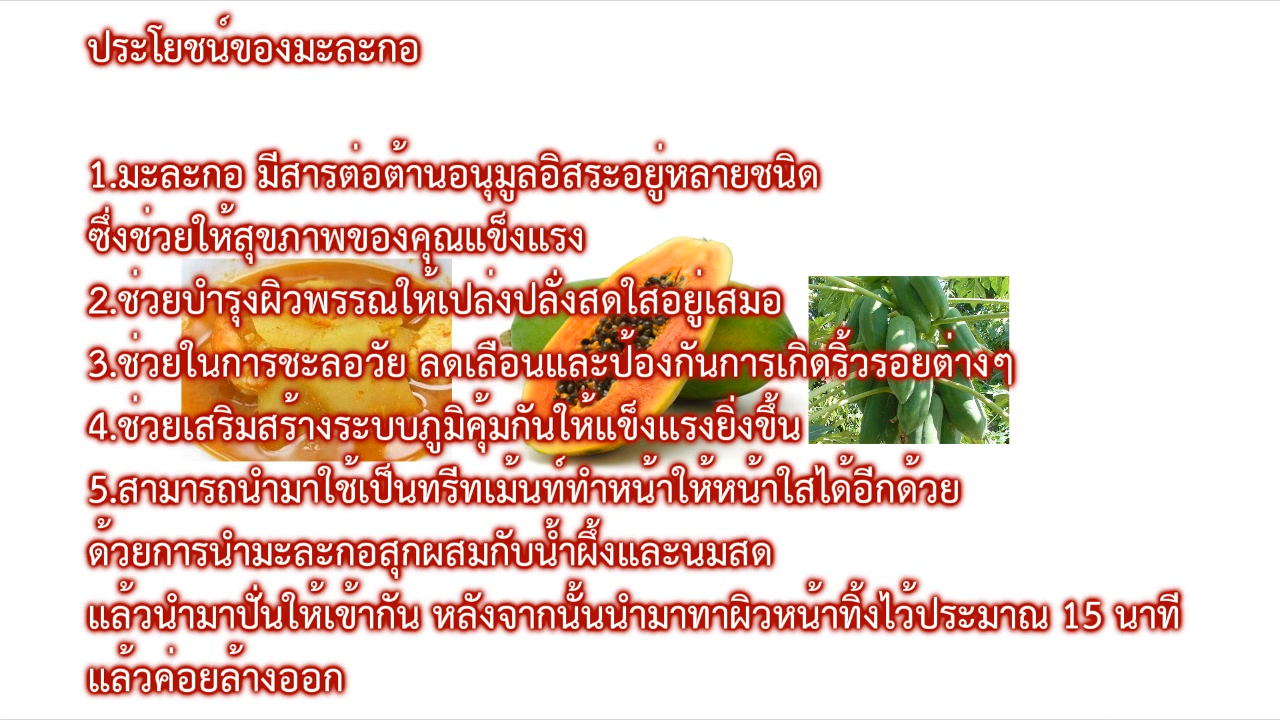 ประโยชน์ของมะละกอ
1.มะละกอ มีสารต่อต้านอนุมูลอิสระอยู่หลายชนิด
ซึ่งช่วยให้สุขภาพของคุณแข็งแรง
2.ช่วยบำรุงผิวพรรณให้เปล่งปลั่งสดใสอยู่เสมอ
3.ช่วยในการชะลอวัย ลดเลือนและป้องกันการเกิดริ้วรอยต่างๆ
4.ช่วยเสริมสร้างระบบภูมิคุ้มกันให้แข็งแรงยิ่งขึ้น
5.สามารถนำมาใช้เป็นทรีทเม้นท์ทำหน้าให้หน้าใสได้อีกด้วย
ด้วยการนำมะละกอสุกผสมกับน้ำผึ้งและนมสด
แล้วนำมาปั่นให้เข้ากัน หลังจากนั้นนำมาทาผิวหน้าทิ้งไว้ประมาณ 15 นาที
แล้วค่อยล้างออก